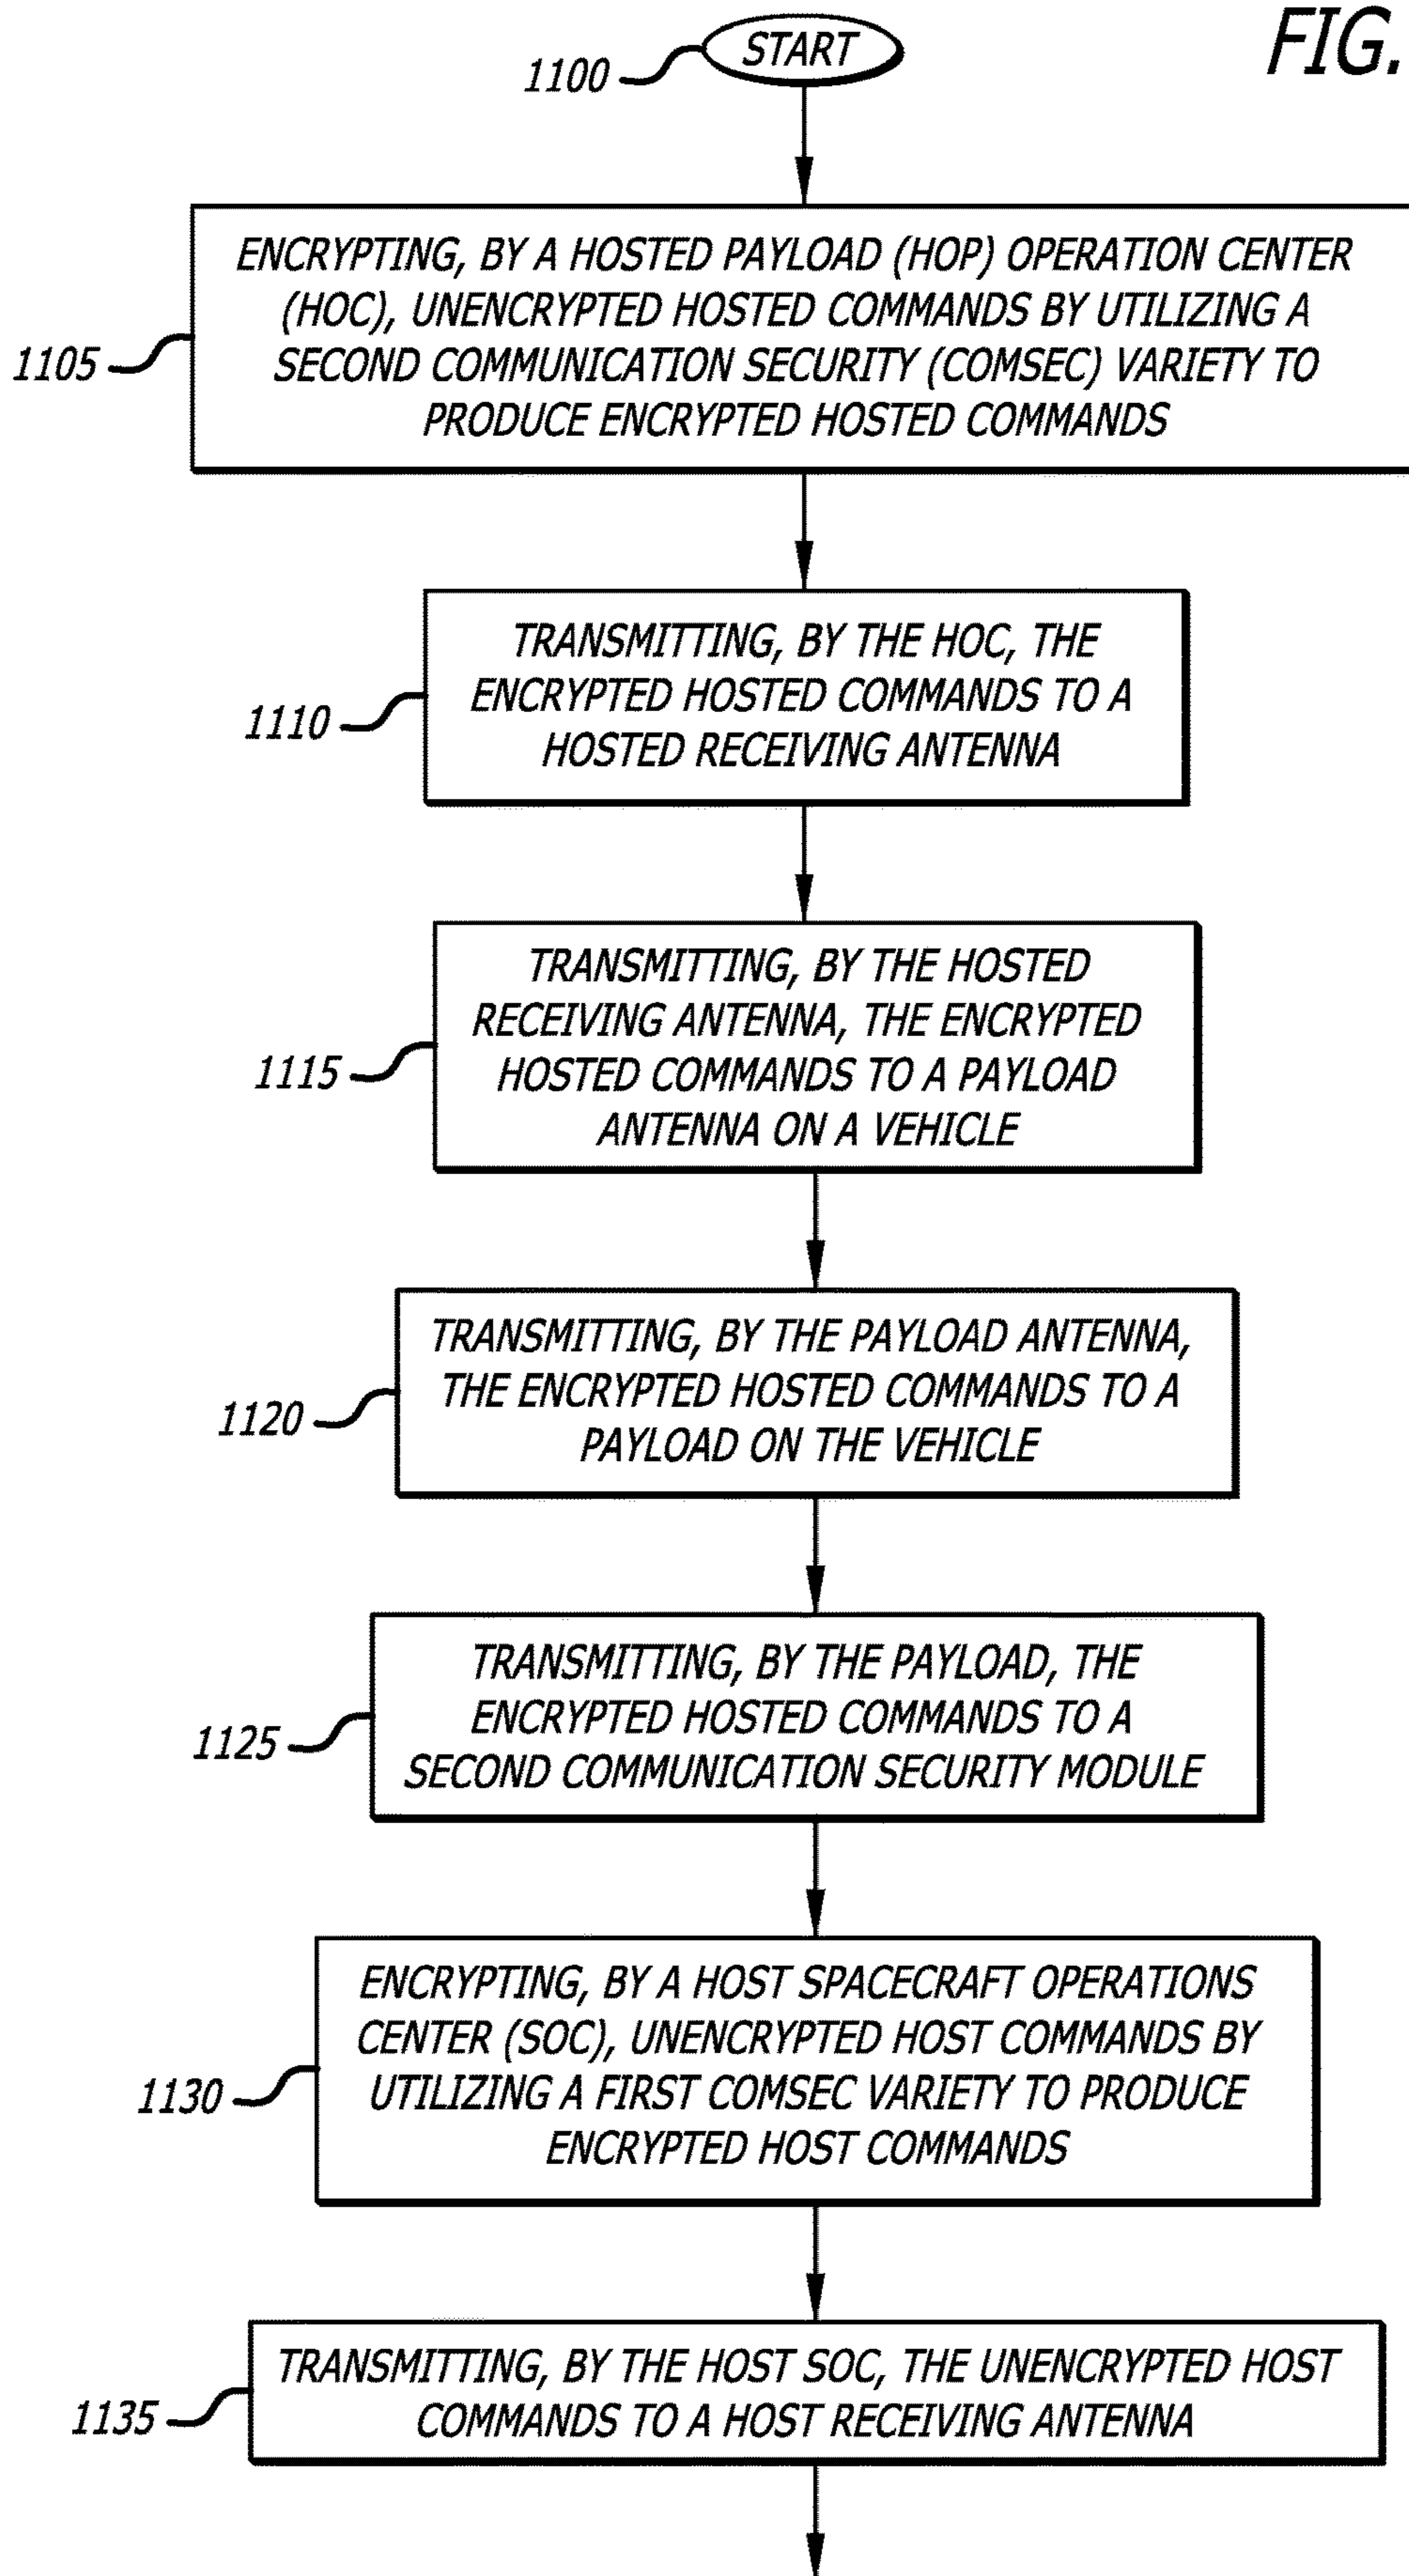 FIG.
1100
START
ENCRYPTING, BY A HOSTED PAYLOAD (HOP) OPERATION CENTER
(HOC), UNENCRYPTED HOSTED COMMANDS BY UTILIZING A
SECOND COMMUNICATION SECURITY (COMSEC) VARIETY TO
PRODUCE ENCRYPTED HOSTED COMMANDS
1105
TRANSMITTING, BY THE HOC, THE
ENCRYPTED HOSTED COMMANDS TO A
HOSTED RECEIVING ANTENNA
1110
TRANSMITTING, BY THE HOSTED
RECEIVING ANTENNA, THE ENCRYPTED
HOSTED COMMANDS TO A PAYLOAD
ANTENNA ON A VEHICLE
1115
TRANSMITTING, BY THE PAYLOAD ANTENNA,
THE ENCRYPTED HOSTED COMMANDS TO A
PAYLOAD ON THE VEHICLE
1120
TRANSMITTING, BY THE PAYLOAD, THE
ENCRYPTED HOSTED COMMANDS TO A
SECOND COMMUNICATION SECURITY MODULE
1125
ENCRYPTING, BY A HOST SPACECRAFT OPERATIONS
CENTER (SOC), UNENCRYPTED HOST COMMANDS BY
UTILIZING A FIRST COMSEC VARIETY TO PRODUCE
ENCRYPTED HOST COMMANDS
1130
TRANSMITTING, BY THE HOST SOC, THE UNENCRYPTED HOST
COMMANDS TO A HOST RECEIVING ANTENNA
1135